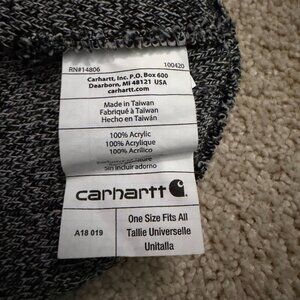 RN#14806 100420
Carhartt, Inc. P.O. Box 600
Dearborn, MI 48121 USA
carhartt.com
Made in Taiwan
Fabriqué à Taiwan
Hecho en Taiwán
100% Acrylic
100% Acrylique
100% Acrílico
sin incluir adorno
carhartt
A18 019
One Size Fits All
Taille Universelle
Unitalla